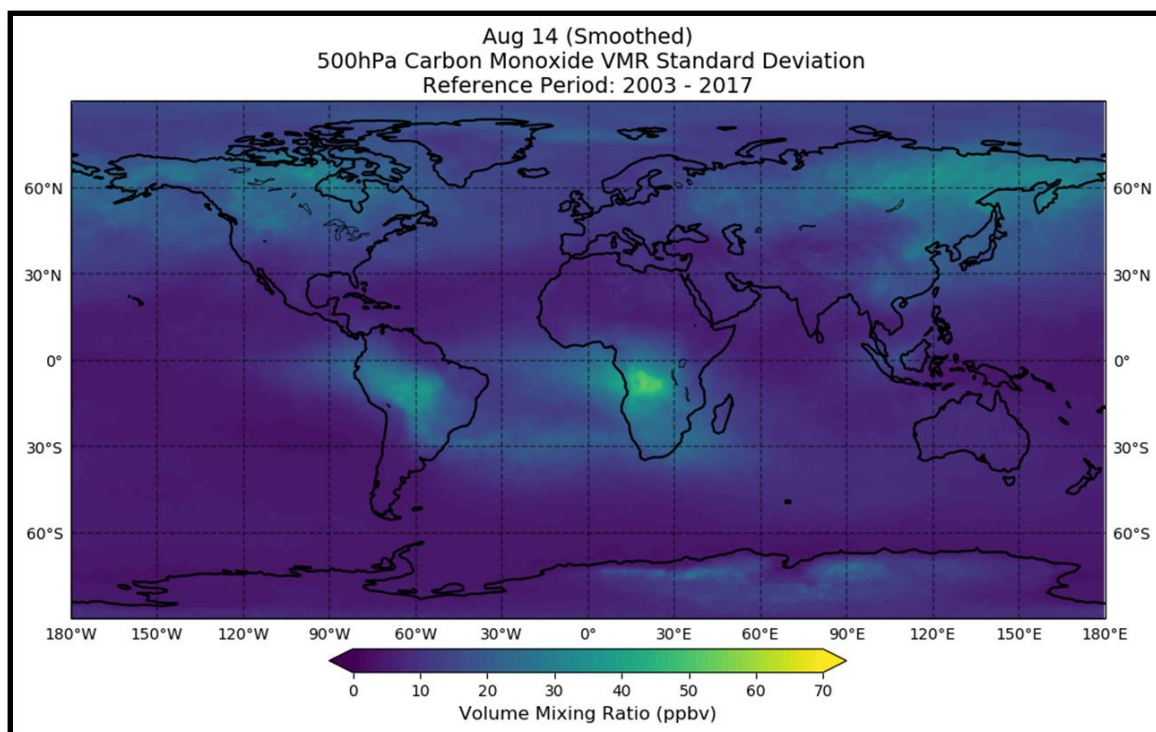 Aug 14 (Smoothed)
500hPa Carbon Monoxide VMR Standard Deviation
Reference Period: 2003 - 2017
60°N 60°N
30°N 30°N
0° 0°
30°S 30°S
60°S 60°S
180°W 150°W 120°W 90°W 60°W 30°W 0° 30°E 60°E 90°E 120°E 150°E 180°E
0 10 20 30 40 50 60 70
Volume Mixing Ratio (ppbv)